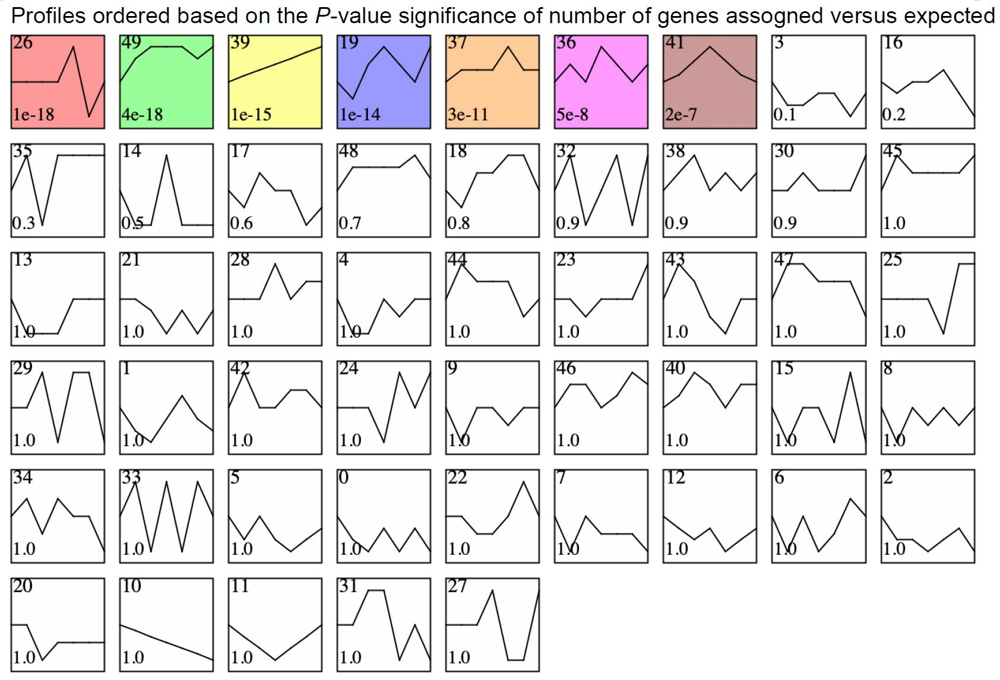 Profiles ordered based on the P-value significance of number of genes assogned versus expected
26 49 39 19 37 36 41 3 16
1e-18 4e-18 1e-15 1e-14 3e-11 5e-8 2e-7 0.1 0.2
35 14 17 48 18 32 38 30 45
0.3 0.5 0.6 0.7 0.8 0.9 0.9 0.9 1.0
13 21 28 4 44 23 43 47 25
1.0 1.0 1.0 1.0 1.0 1.0 1.0 1.0 1.0
29 1 42 24 9 46 40 15 8
1.0 1.0 1.0 1.0 1.0 1.0 1.0 1.0 1.0
34 33 5 0 22 7 12 6 2
1.0 1.0 1.0 1.0 1.0 1.0 1.0 1.0 1.0
20 10 11 31 27
1.0 1.0 1.0 1.0 1.0